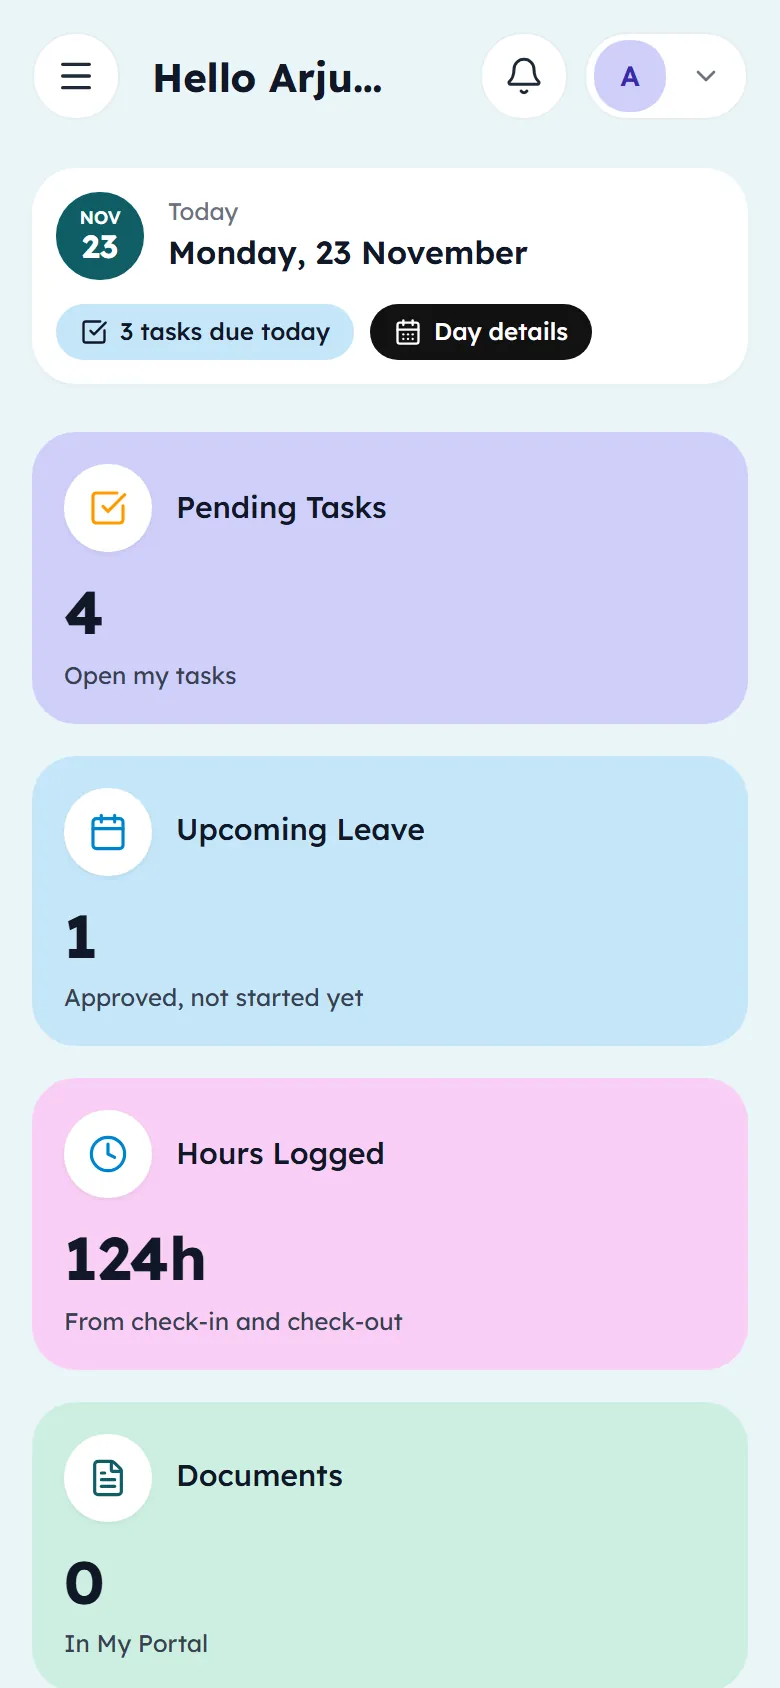 Hello Arju...
A
NOV
23
Today
Monday, 23 November
3 tasks due today
Day details
Pending Tasks
4
Open my tasks
Upcoming Leave
1
Approved, not started yet
Hours Logged
124h
From check-in and check-out
Documents
0
In My Portal